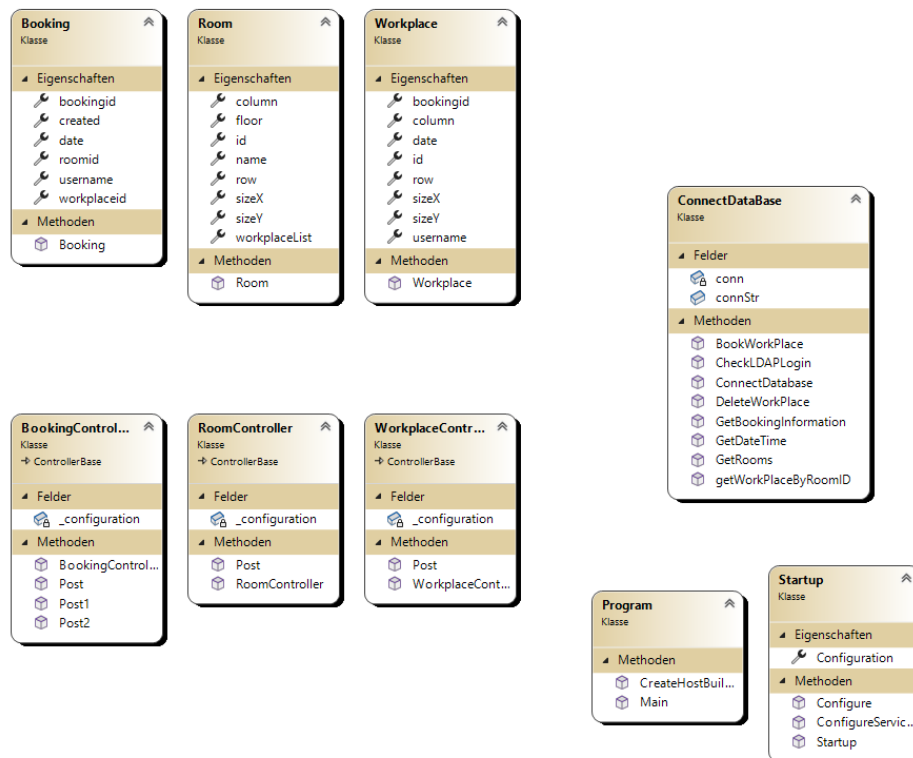 Booking
Klasse
Eigenschaften
bookingid
created
date
roomid
username
workplaceid
Methoden
Booking
Room
Klasse
Eigenschaften
column
floor
id
name
row
sizeX
sizeY
workplaceList
Methoden
Room
Workplace
Klasse
Eigenschaften
bookingid
column
date
id
row
sizeX
sizeY
username
Methoden
Workplace
ConnectDataBase
Klasse
Felder
conn
connStr
Methoden
BookWorkPlace
CheckLDAPLogin
ConnectDatabase
DeleteWorkPlace
GetBookingInformation
GetDateTime
GetRooms
getWorkPlaceByRoomID
BookingControl...
Klasse
ControllerBase
Felder
_configuration
Methoden
BookingControl...
Post
Post1
Post2
RoomController
Klasse
ControllerBase
Felder
_configuration
Methoden
Post
RoomController
WorkplaceContr...
Klasse
ControllerBase
Felder
_configuration
Methoden
Post
WorkplaceCont...
Program
Klasse
Methoden
CreateHostBuil...
Main
Startup
Klasse
Eigenschaften
Configuration
Methoden
Configure
ConfigureServic...
Startup